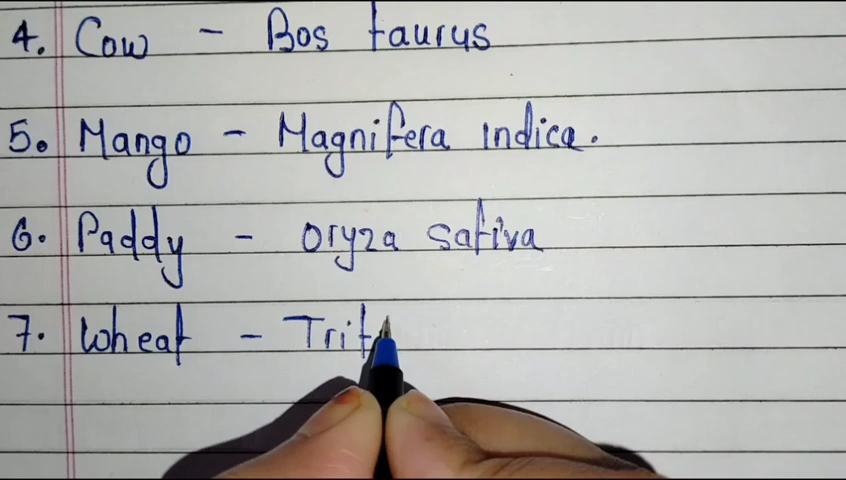 4. Cow - Bos taurus
5. Mango - Magnifera indica.
6. Paddy - Oryza sativa
7. Wheat - Trit